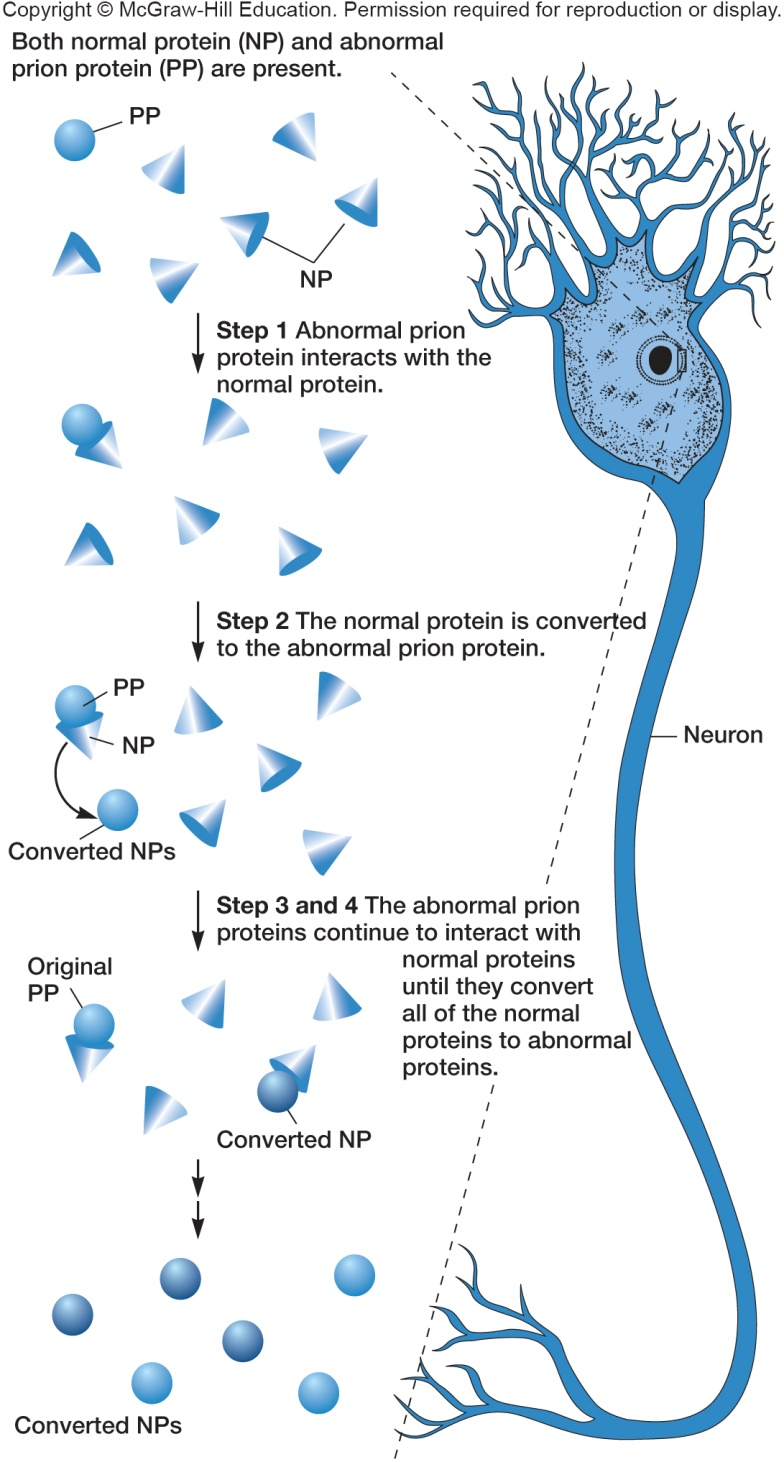 Copyright © McGraw-Hill Education. Permission required for reproduction or display.
Both normal protein (NP) and abnormal
prion protein (PP) are present.
PP
NP
Step 1 Abnormal prion
protein interacts with the
normal protein.
Step 2 The normal protein is converted
to the abnormal prion protein.
PP
NP
Neuron
Converted NPs
Step 3 and 4 The abnormal prion
proteins continue to interact with
normal proteins
until they convert
all of the normal
proteins to abnormal
proteins.
Original
PP
Converted NP
Converted NPs